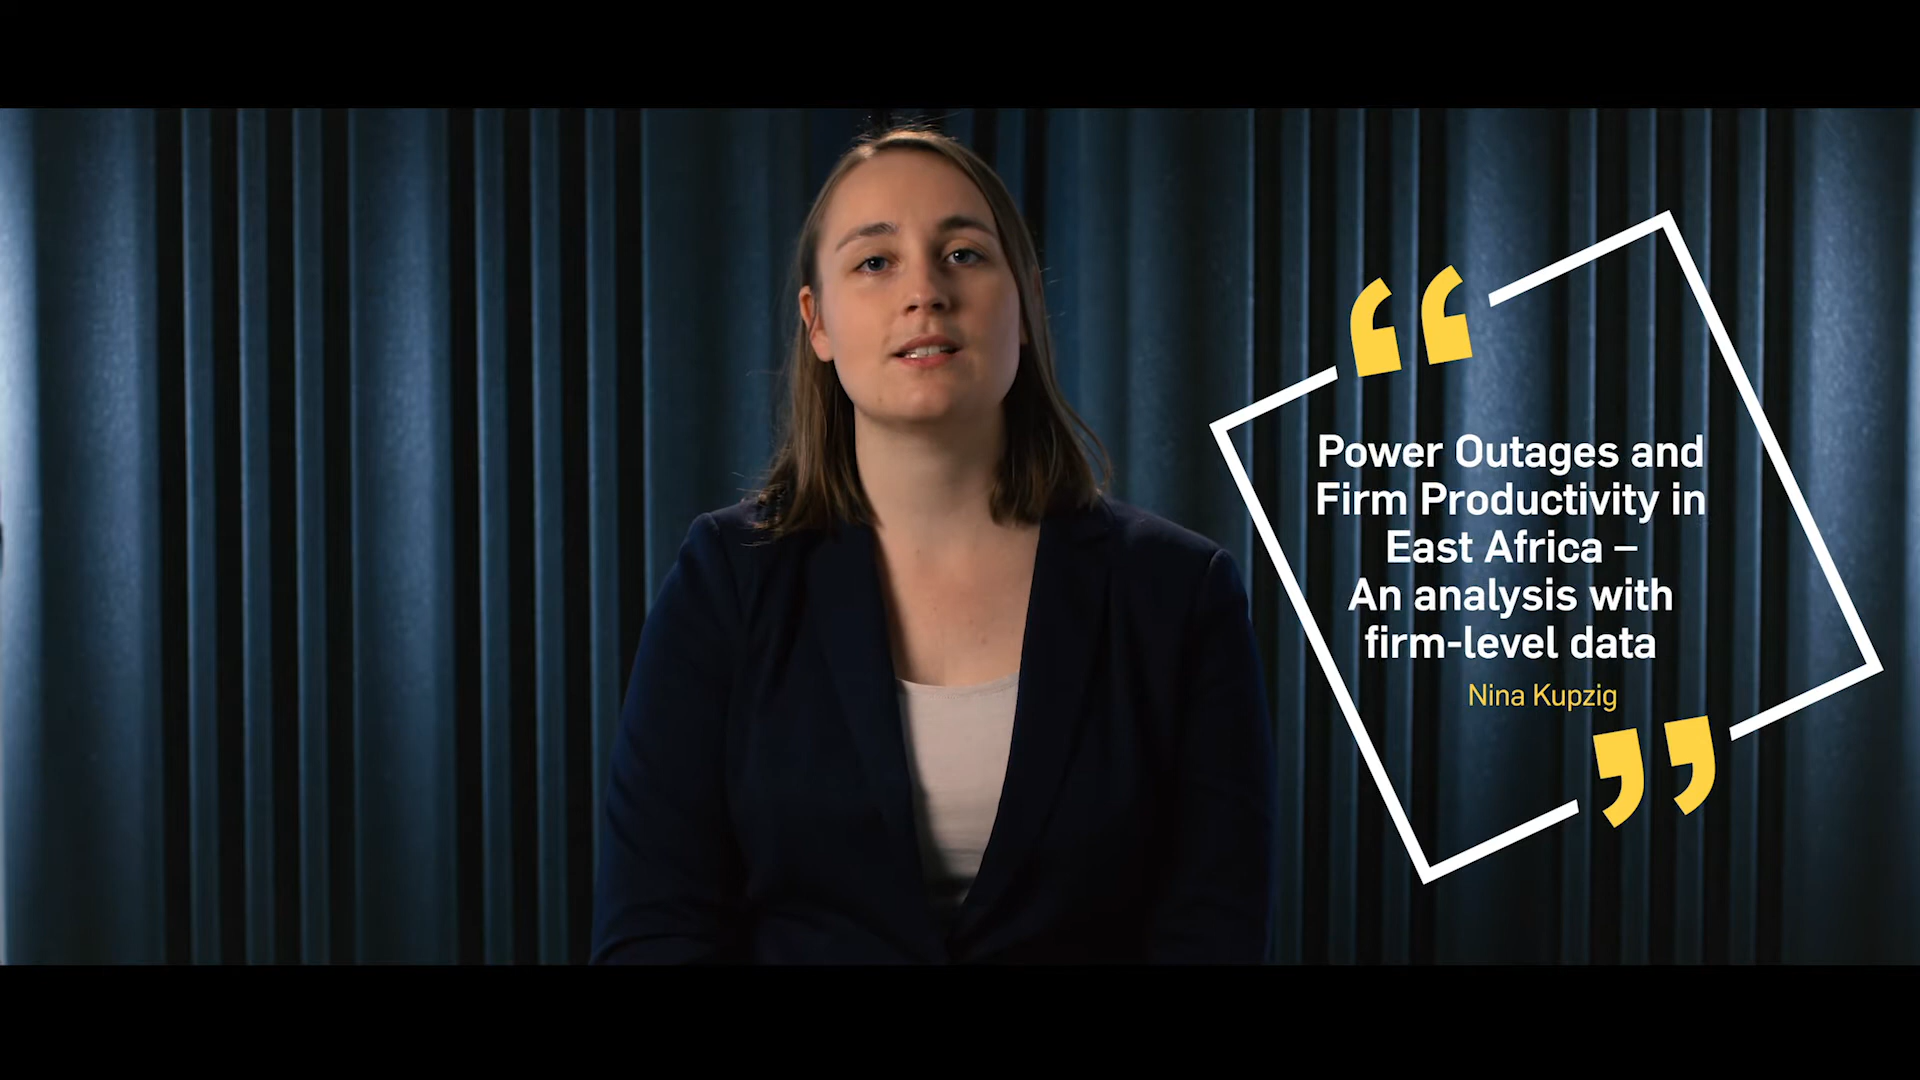 Power Outages and
Firm Productivity in
East Africa –
An analysis with
firm-level data
Nina Kupzig